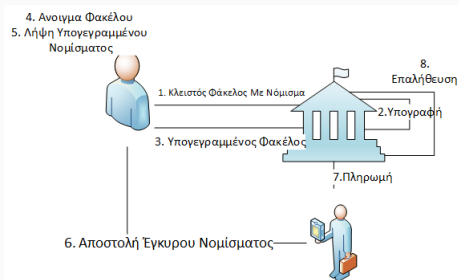 4. Ανοιγμα Φακέλου
5. Λήψη Υπογεγραμμένου
Νομίσματος
8.
Επαλήθευση
1. Κλειστός Φάκελος Με Νόμισμα
2.Υπογραφή
3. Υπογεγραμμένος Φακέλος
7.Πληρωμή
6. Αποστολή Έγκυρου Νομίσματος